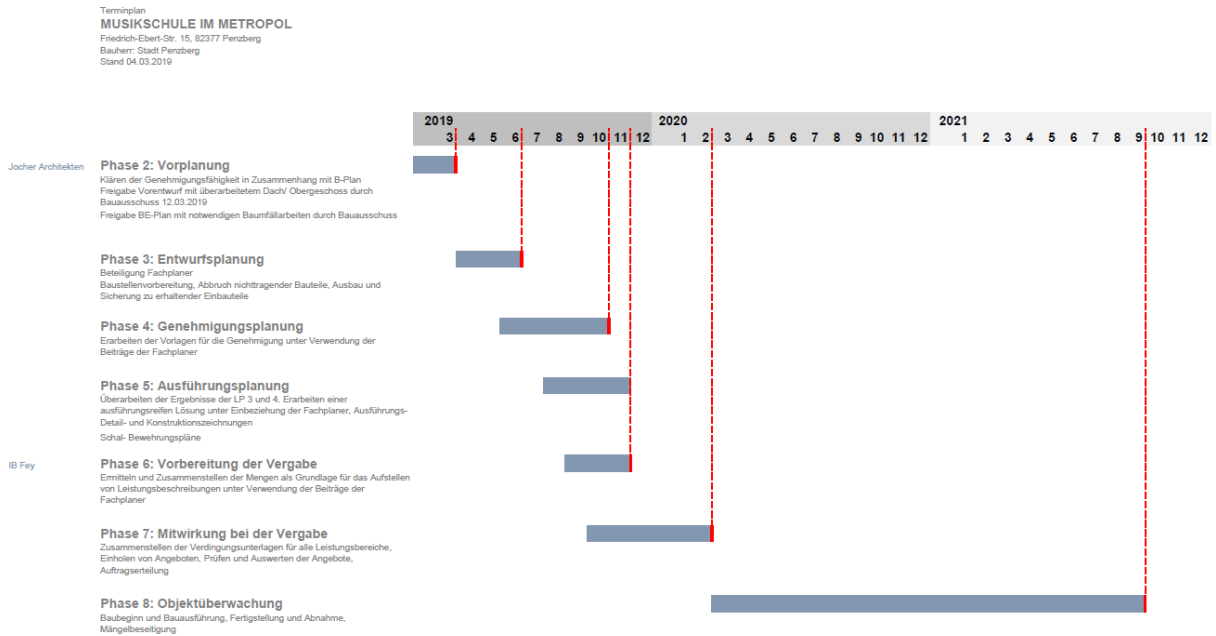 Terminplan
MUSIKSCHULE IM METROPOL
Friedrich-Ebert-Str. 15, 82377 Penzberg
Bauherr: Stadt Penzberg
Stand 04.03.2019
2019 2020 2021
3 4 5 6 7 8 9 10 11 12 1 2 3 4 5 6 7 8 9 10 11 12 1 2 3 4 5 6 7 8 9 10 11 12
Jocher Architekten
Phase 2: Vorplanung
Klären der Genehmigungsfähigkeit in Zusammenhang mit B-Plan
Freigabe Vorentwurf mit überarbeitetem Dach/ Obergeschoss durch
Bauausschuss 12.03.2019
Freigabe BE-Plan mit notwendigen Baumfällarbeiten durch Bauausschuss
Phase 3: Entwurfsplanung
Beteiligung Fachplaner
Baustellenvorbereitung, Abbruch nichttragender Bauteile, Ausbau und
Sicherung zu erhaltender Einbauteile
Phase 4: Genehmigungsplanung
Erarbeiten der Vorlagen für die Genehmigung unter Verwendung der
Beiträge der Fachplaner
Phase 5: Ausführungsplanung
Überarbeiten der Ergebnisse der LP 3 und 4. Erarbeiten einer
ausführungsreifen Lösung unter Einbeziehung der Fachplaner, Ausführungs-
Detail- und Konstruktionszeichnungen
Schal- Bewehrungspläne
IB Fey
Phase 6: Vorbereitung der Vergabe
Ermitteln und Zusammenstellen der Mengen als Grundlage für das Aufstellen
von Leistungsbeschreibungen unter Verwendung der Beiträge der
Fachplaner
Phase 7: Mitwirkung bei der Vergabe
Zusammenstellen der Verdingungsunterlagen für alle Leistungsbereiche,
Einholen von Angeboten, Prüfen und Auswerten der Angebote,
Auftragserteilung
Phase 8: Objektüberwachung
Baubeginn und Bauausführung, Fertigstellung und Abnahme,
Mängelbeseitigung